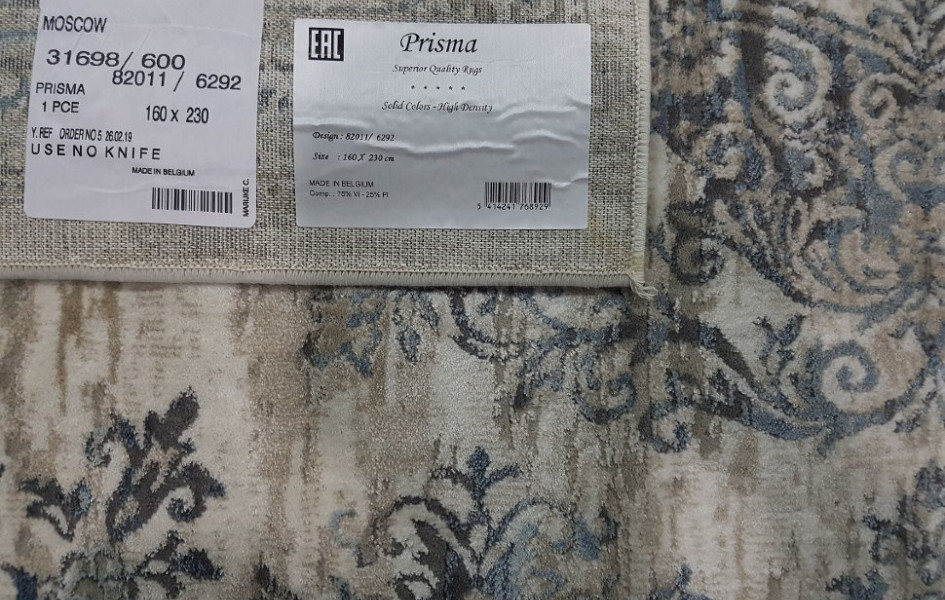 MOSCOW
31698/ 600
82011 / 6292
PRISMA
1 PCE
160 x 230
Y. REF ORDER NO 5 26.02.19
USE NO KNIFE
MADE IN BELGIUM
MARIJKE C.
EAC
Prisma
Superior Quality Rugs
* * * * *
Solid Colors - High Density
Design : 82011/ 6292
Size : 160 X 230 cm
MADE IN BELGIUM
Comp. : 75% VI - 25% Pl
5 414241 768929